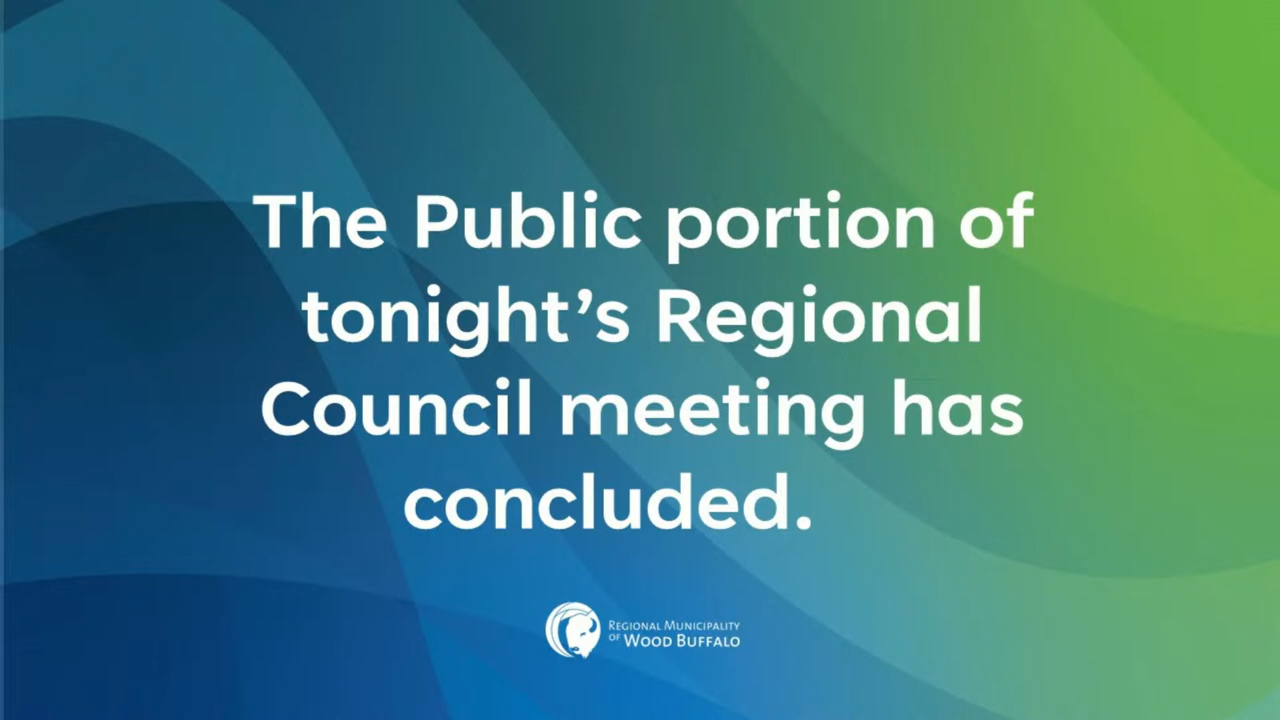 The Public portion of
tonight’s Regional
Council meeting has
concluded.
REGIONAL MUNICIPALITY
OF WOOD BUFFALO